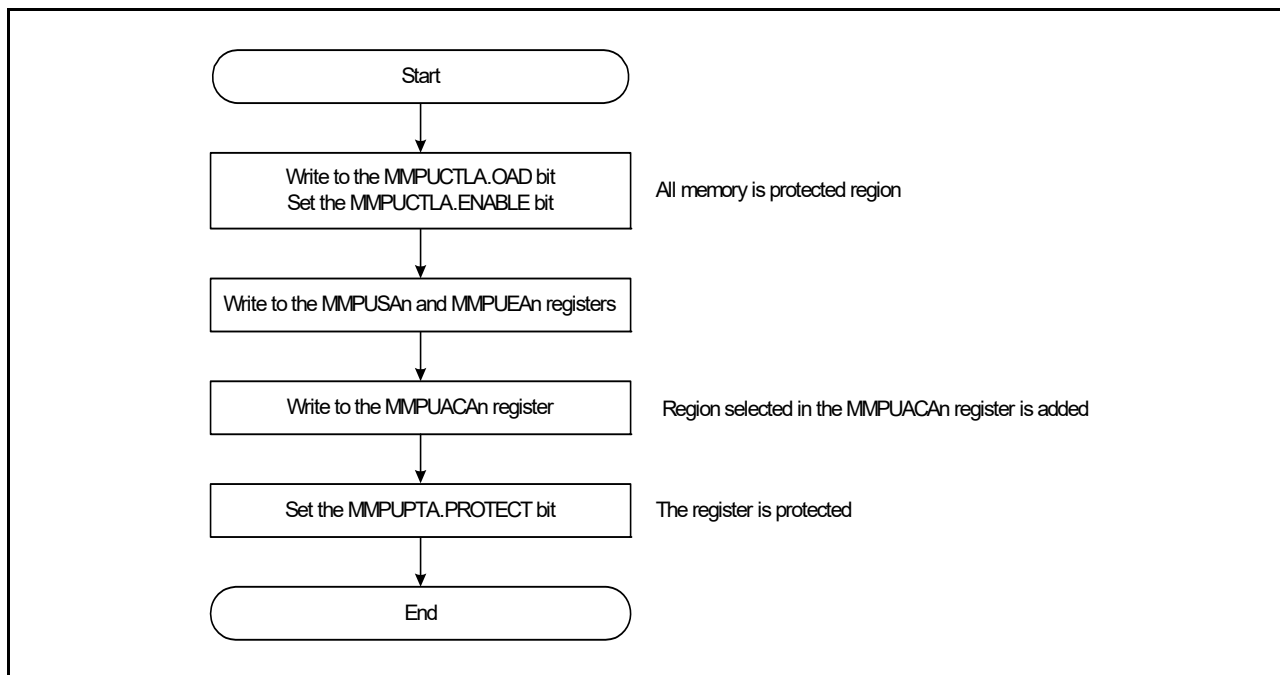 Start
Write to the MMPUCTLA.OAD bit
Set the MMPUCTLA.ENABLE bit
All memory is protected region
Write to the MMPUSAn and MMPUEAn registers
Write to the MMPUACAn register
Region selected in the MMPUACAn register is added
Set the MMPUPTA.PROTECT bit
The register is protected
End